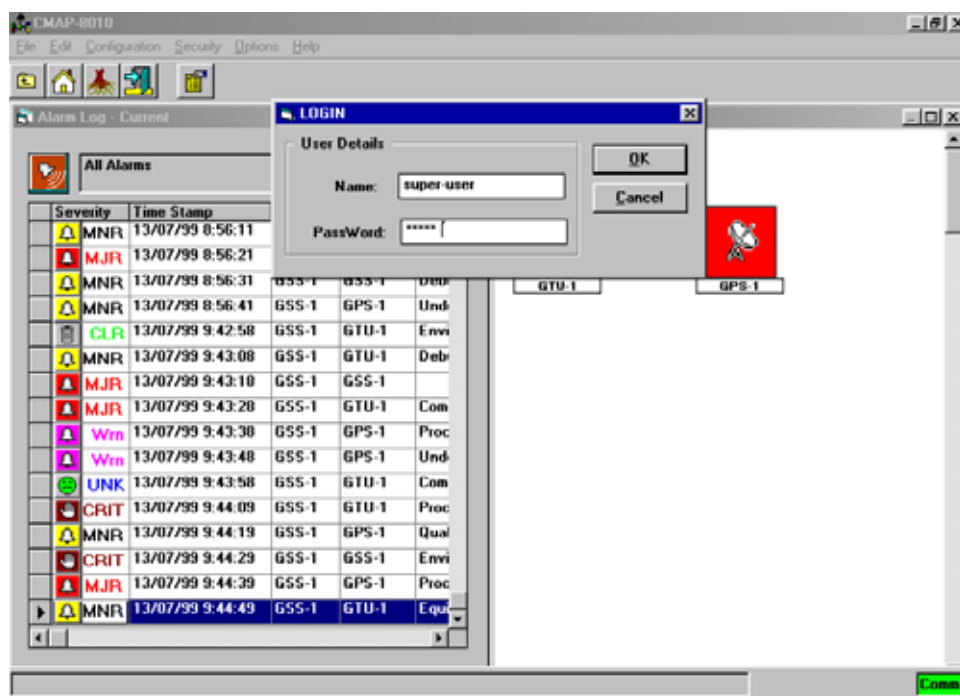 CMAP-8010
File Edit Configuration Security Options Help
Alarm Log - Current
LOGIN
User Details
Name: super-user
PassWord: *****
OK
Cancel
All Alarms
Severity Time Stamp
MNR 13/07/99 8:56:11
MJR 13/07/99 8:56:21
MNR 13/07/99 8:56:31 GSS-1 GSS-1
MNR 13/07/99 8:56:41 GSS-1 GPS-1 Und
CLR 13/07/99 9:42:58 GSS-1 GTU-1 Envi
MNR 13/07/99 9:43:08 GSS-1 GTU-1 Deb
MJR 13/07/99 9:43:18 GSS-1 GSS-1
MJR 13/07/99 9:43:28 GSS-1 GTU-1 Com
Wrn 13/07/99 9:43:38 GSS-1 GPS-1 Proc
Wrn 13/07/99 9:43:48 GSS-1 GPS-1 Und
UNK 13/07/99 9:43:58 GSS-1 GTU-1 Com
CRIT 13/07/99 9:44:09 GSS-1 GTU-1 Proc
MNR 13/07/99 9:44:19 GSS-1 GPS-1 Qual
CRIT 13/07/99 9:44:29 GSS-1 GSS-1 Envi
MJR 13/07/99 9:44:39 GSS-1 GPS-1 Proc
MNR 13/07/99 9:44:49 GSS-1 GTU-1 Equi
GTU-1 GPS-1
Comm